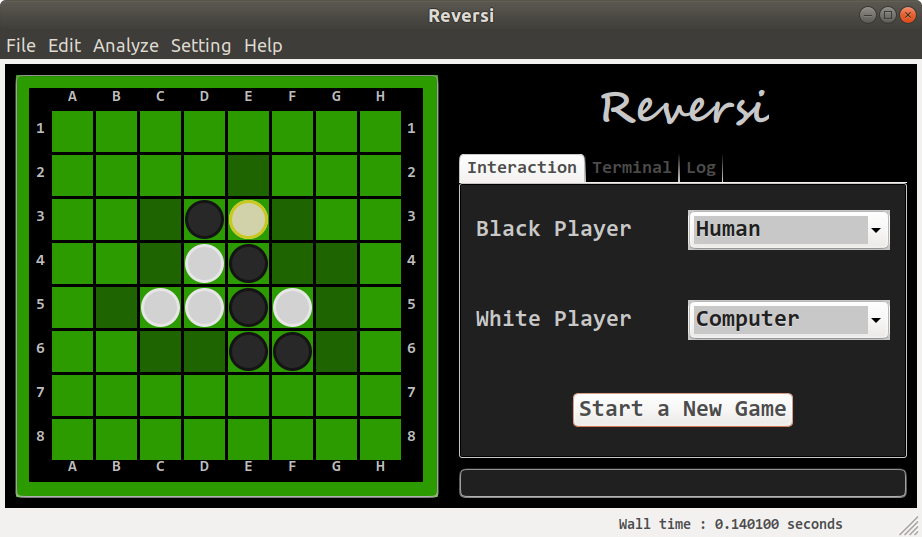 Reversi
File Edit Analyze Setting Help
A B C D E F G H
Reversi
1 1
Interaction Terminal Log
2 2
3 3
Black Player Human
4 4
5 5
White Player Computer
6 6
7 7
Start a New Game
8 8
A B C D E F G H
Wall time : 0.140100 seconds